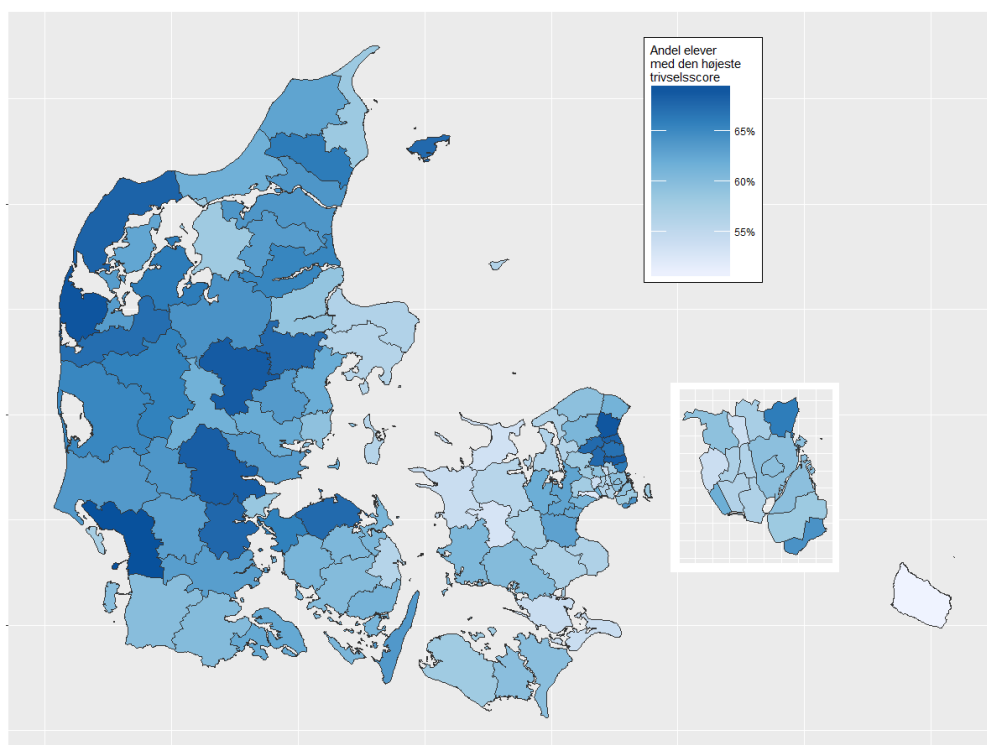 Andel elever
med den højeste
trivselsscore
65%
60%
55%